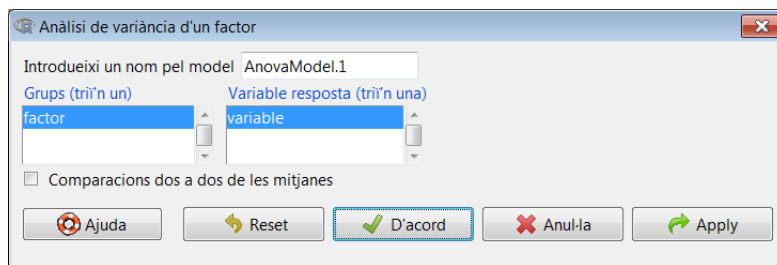 Anàlisi de variància d'un factor
Introdueixi un nom pel model AnovaModel.1
Grups (triï'n un) Variable resposta (triï'n una)
factor variable
Comparacions dos a dos de les mitjanes
Ajuda Reset D'acord Anul·la Apply